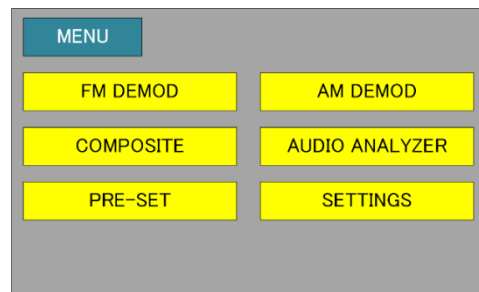 MENU
FM DEMOD
AM DEMOD
COMPOSITE
AUDIO ANALYZER
PRE-SET
SETTINGS